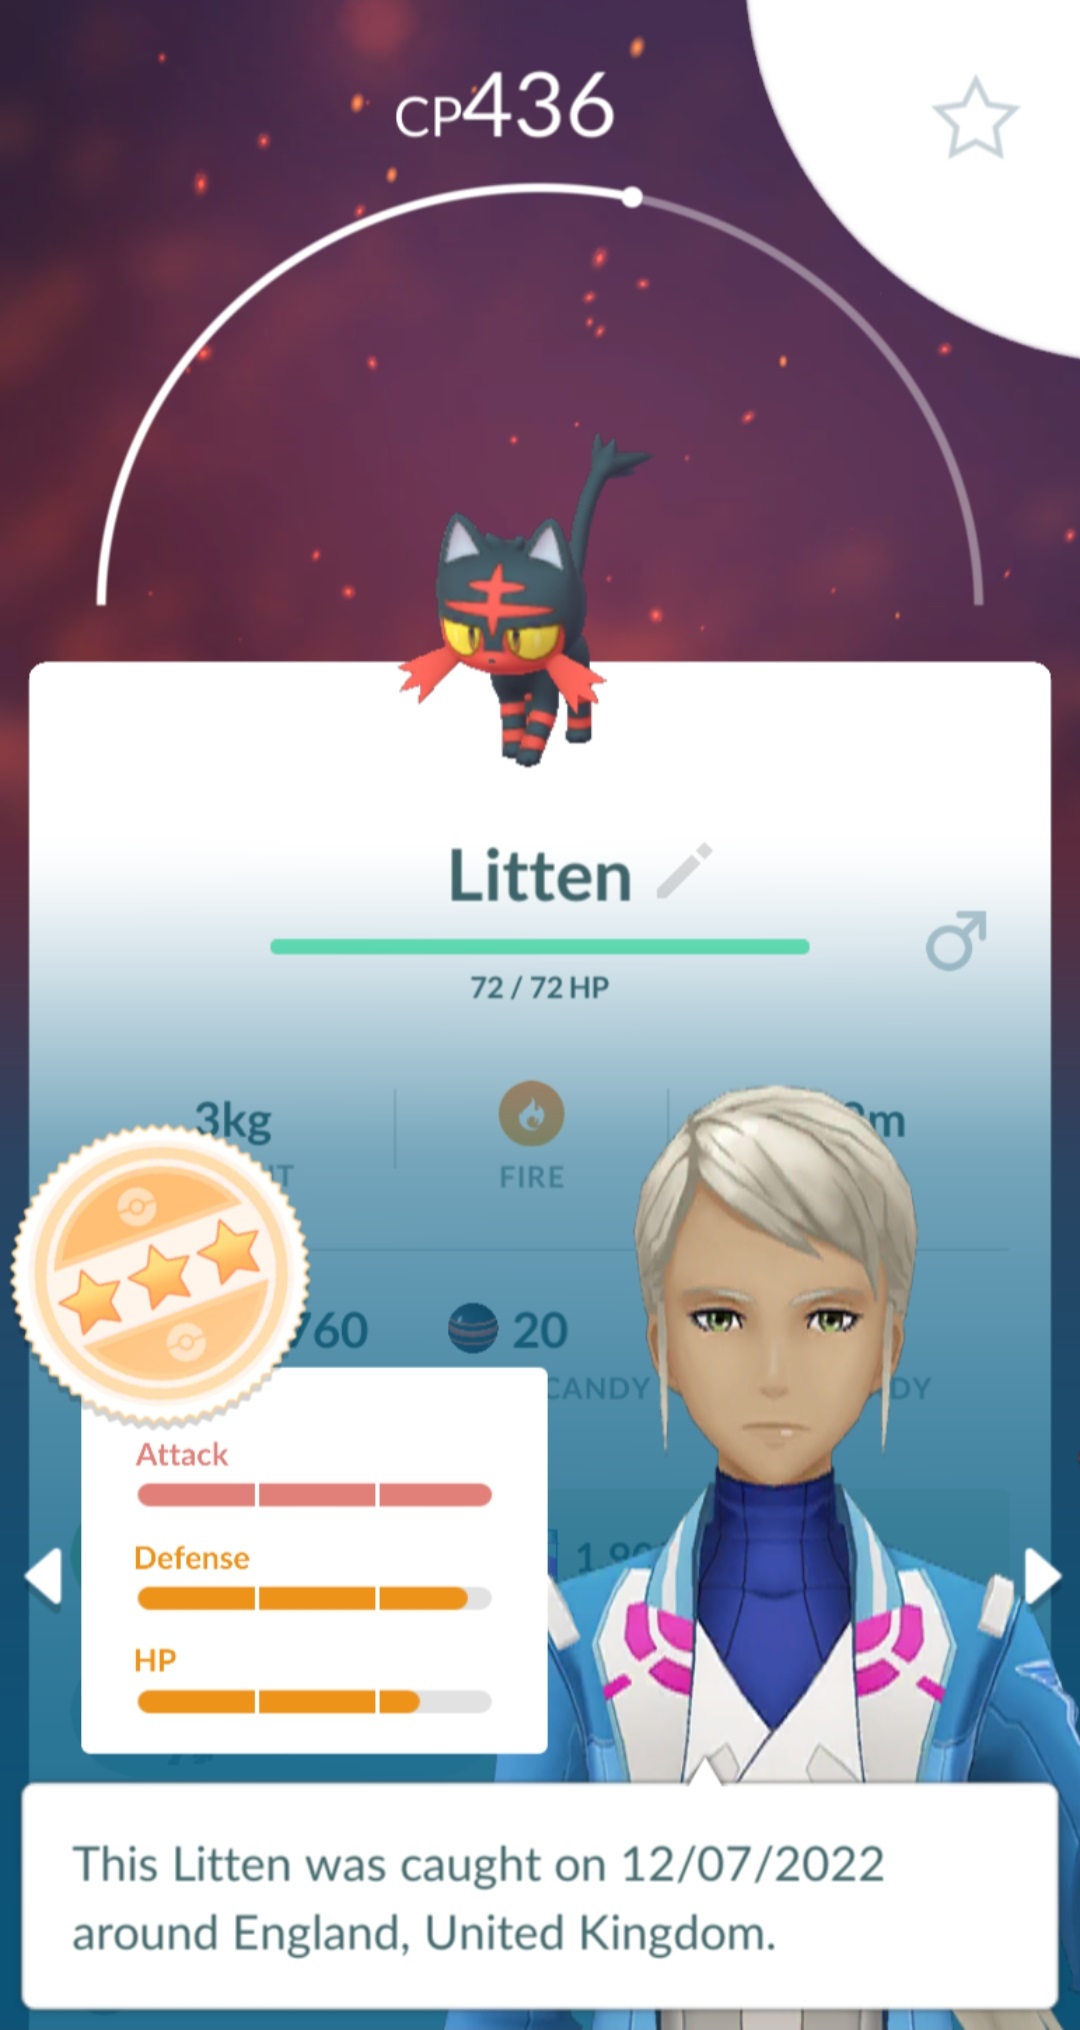 CP436
Litten
72 / 72 HP
3kg
FIRE
20
CANDY
Attack
Defense
HP
This Litten was caught on 12/07/2022
around England, United Kingdom.